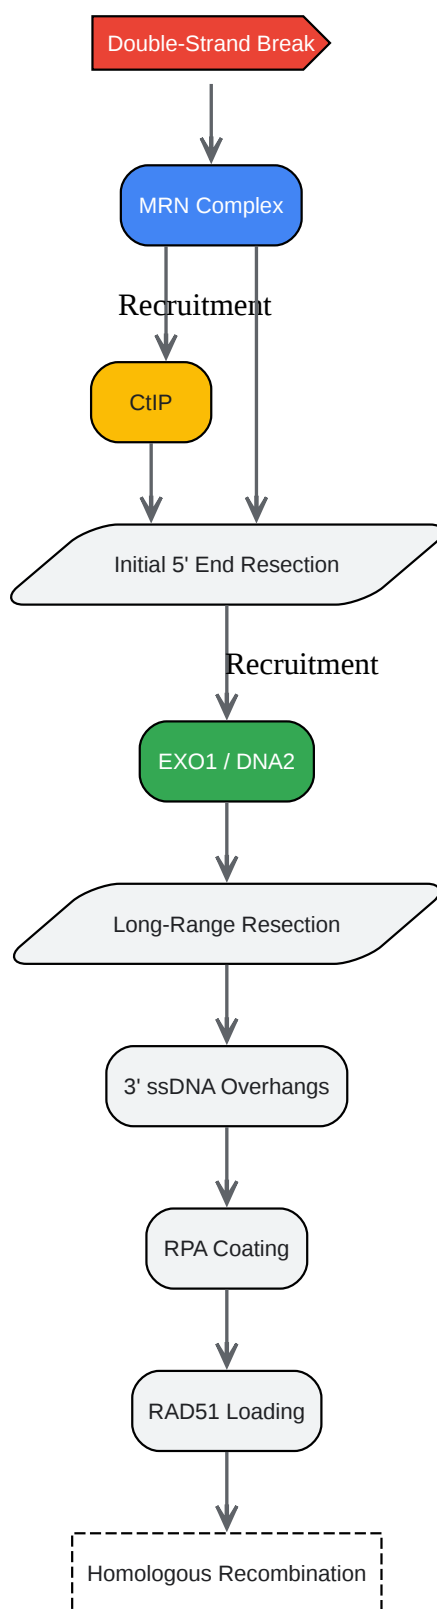 Double-Strand Break
MRN Complex
Recruitment
CtIP
Initial 5' End Resection
Recruitment
EXO1 / DNA2
Long-Range Resection
3' ssDNA Overhangs
RPA Coating
RAD51 Loading
Homologous Recombination